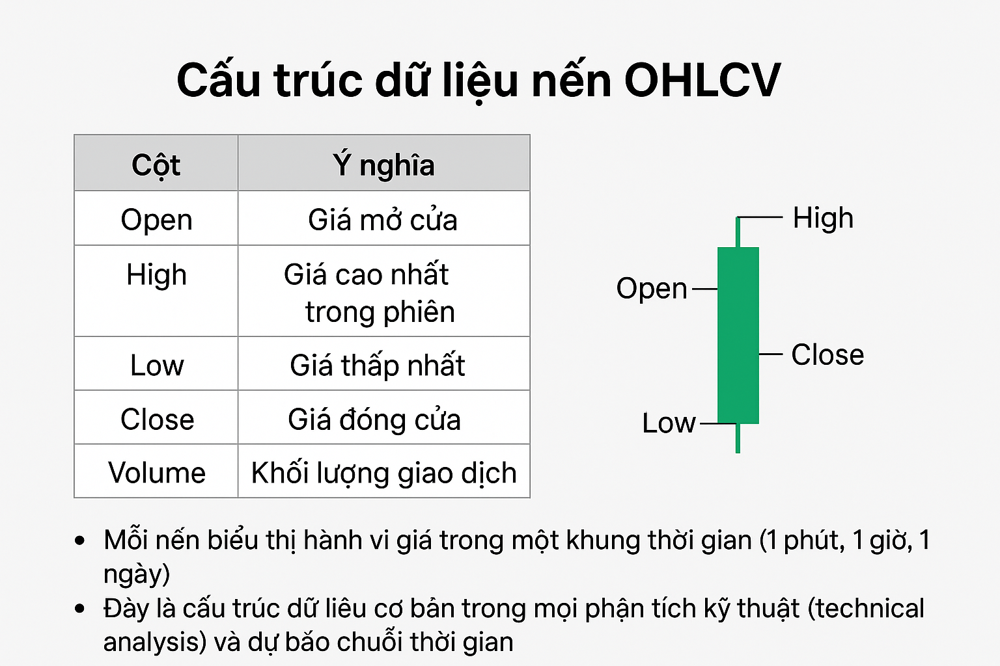 Cấu trúc dữ liệu nến OHLCV
Cột Ý nghĩa
Open Giá mở cửa
High Giá cao nhất
trong phiên
Low Giá thấp nhất
Close Giá đóng cửa
Volume Khối lượng giao dịch
High
Open
Close
Low
• Mỗi nến biểu thị hành vi giá trong một khung thời gian (1 phút, 1 giờ, 1
ngày)
• Đày là cấu trúc dữ liêu cơ bản trong mọi phận tích kỹ thuật (technical
analysis) và dự báo chuỗi thời gian